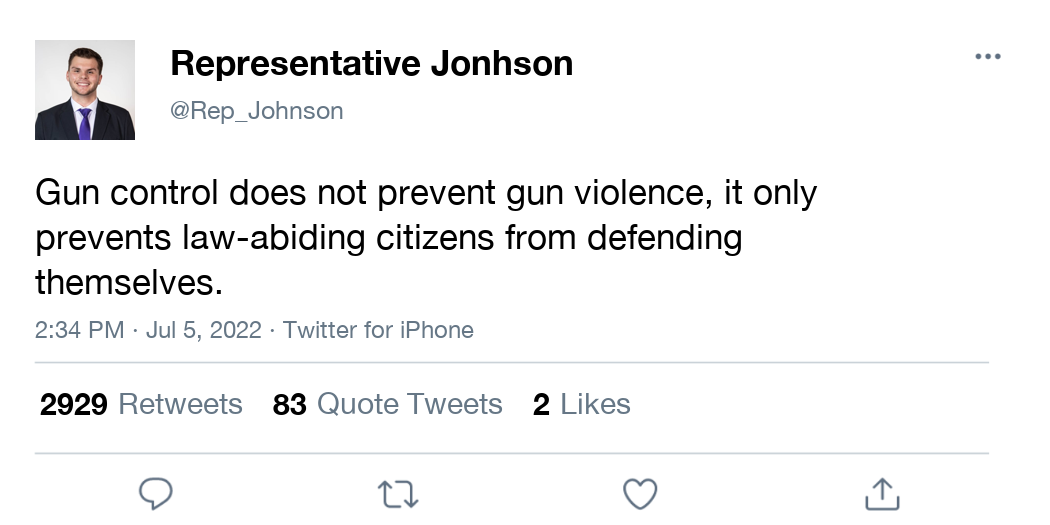 Representative Jonhson
@Rep_Johnson
Gun control does not prevent gun violence, it only
prevents law-abiding citizens from defending
themselves.
2:34 PM · Jul 5, 2022 · Twitter for iPhone
2929 Retweets 83 Quote Tweets 2 Likes